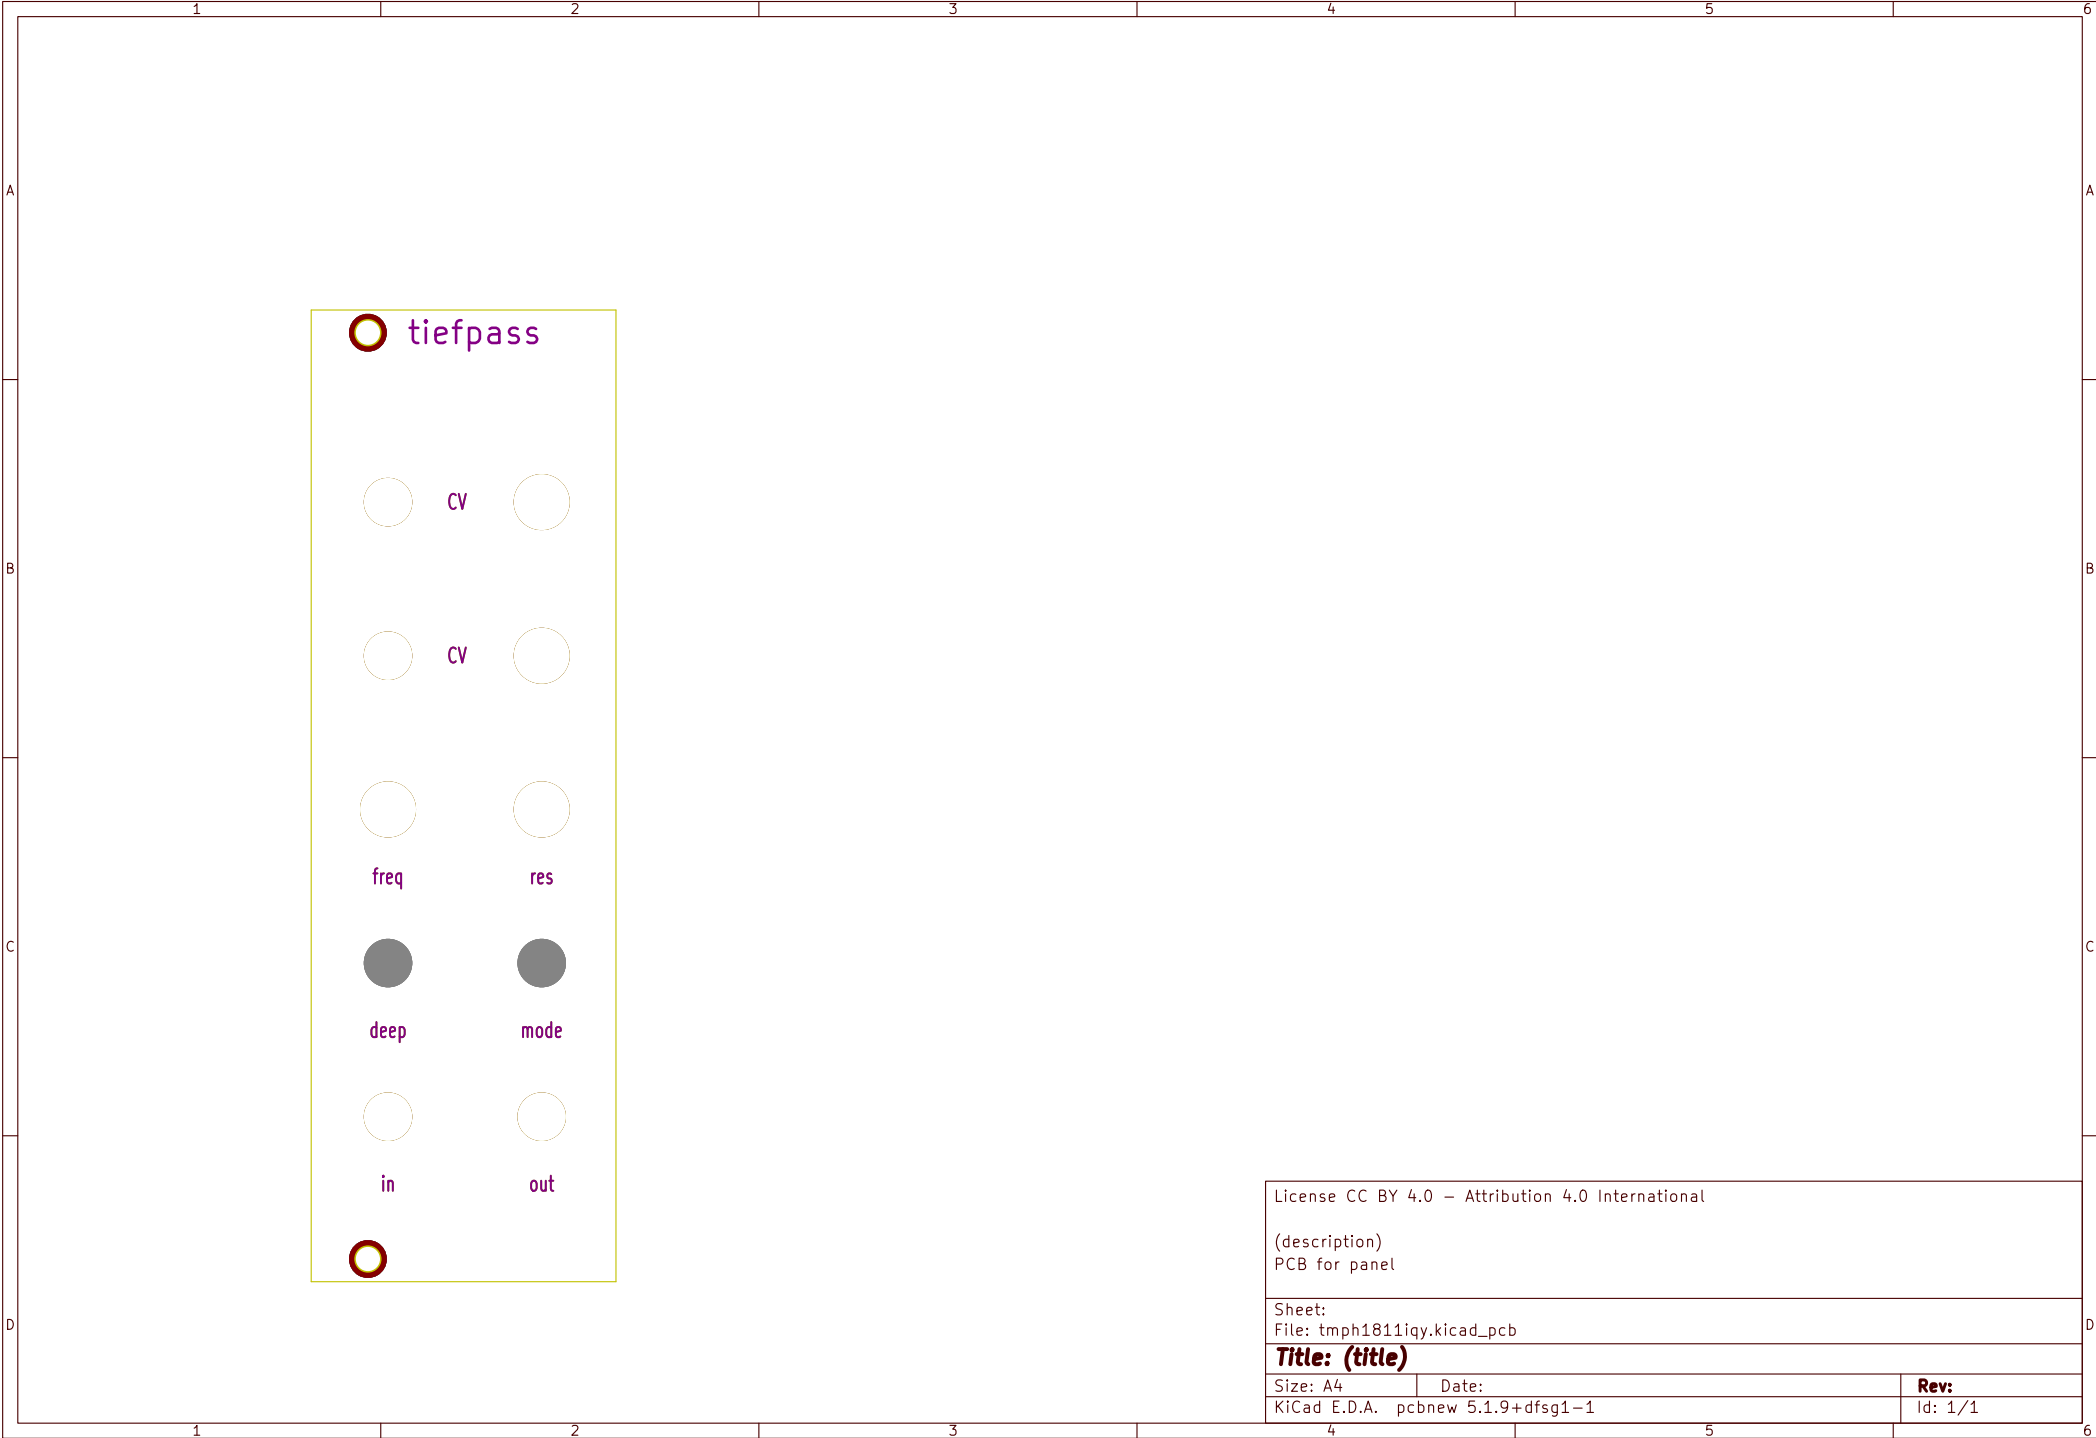 1 2 3 4 5 6
A A
tiefpass
CV
B B
CV
freq res
C C
deep mode
in out
License CC BY 4.0 – Attribution 4.0 International
(description)
PCB for panel
Sheet:
D D
File: tmph1811iqy.kicad_pcb
Title: (title)
Size: A4 Date: Rev:
KiCad E.D.A. pcbnew 5.1.9+dfsg1-1 Id: 1/1
1 2 3 4 5 6